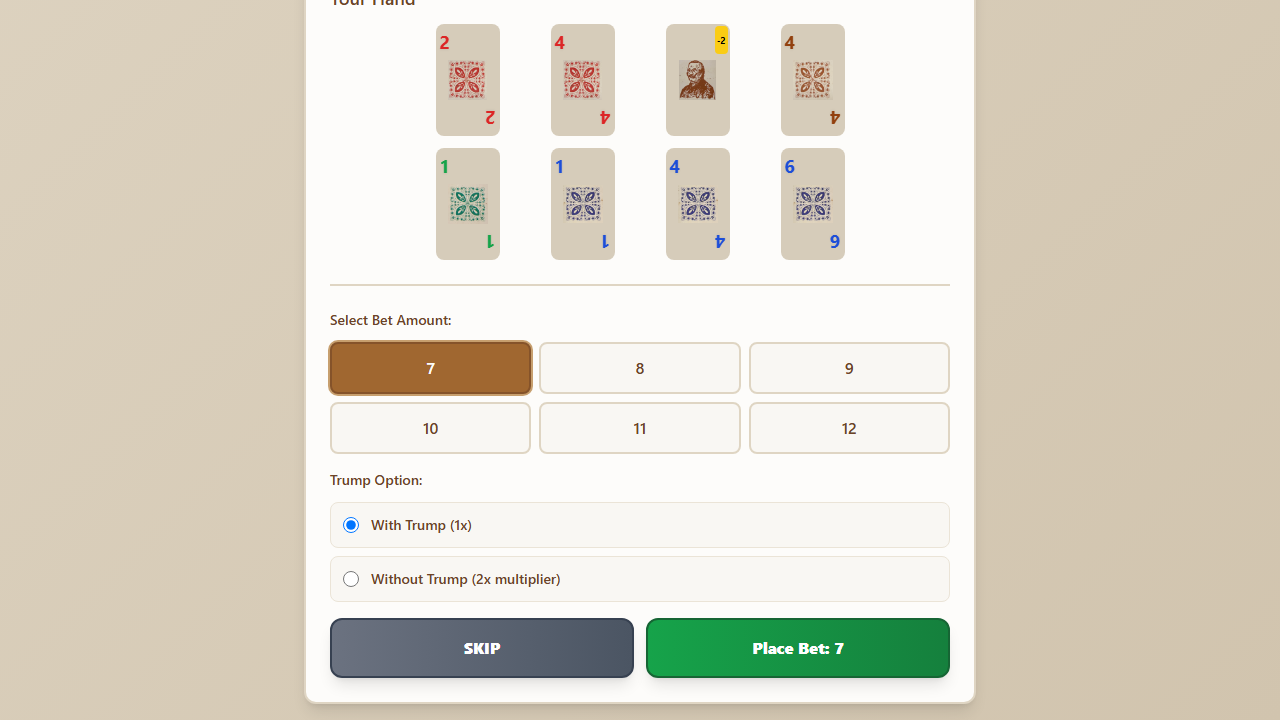 Your Hand
2 4 -2 4
2 4 4
1 1 4 6
1 1 4 6
Select Bet Amount:
7 8 9
10 11 12
Trump Option:
With Trump (1x)
Without Trump (2x multiplier)
SKIP Place Bet: 7